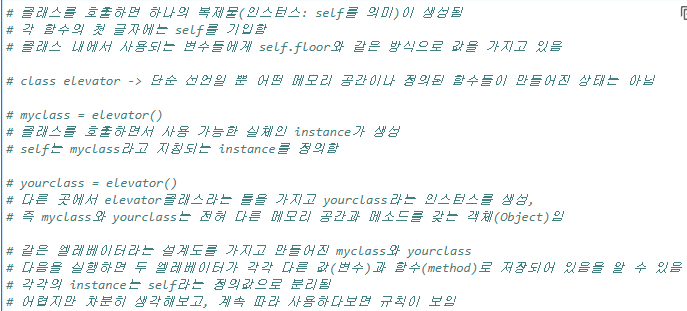 # 클래스를 호출하면 하나의 복제물(인스턴스: self를 의미)이 생성됨
# 각 함수의 첫 글자에는 self를 기입함
# 클래스 내에서 사용되는 변수들에게 self.floor와 같은 방식으로 값을 가지고 있음
# class elevator -> 단순 선언일 뿐 어떤 메모리 공간이나 정의된 함수들이 만들어진 상태는 아님
# myclass = elevator()
# 클래스를 호출하면서 사용 가능한 실체인 instance가 생성
# self는 myclass라고 지칭되는 instance를 정의함
# yourclass = elevator()
# 다른 곳에서 elevator클래스라는 틀을 가지고 yourclass라는 인스턴스를 생성,
# 즉 myclass와 yourclass는 전혀 다른 메모리 공간과 메소드를 갖는 객체(Object)임
# 같은 엘레베이터라는 설계도를 가지고 만들어진 myclass와 yourclass
# 다음을 실행하면 두 엘레베이터가 각각 다른 값(변수)과 함수(method)로 저장되어 있음을 알 수 있음
# 각각의 instance는 self라는 정의값으로 분리됨
# 어렵지만 차분히 생각해보고, 계속 따라 사용하다보면 규칙이 보임